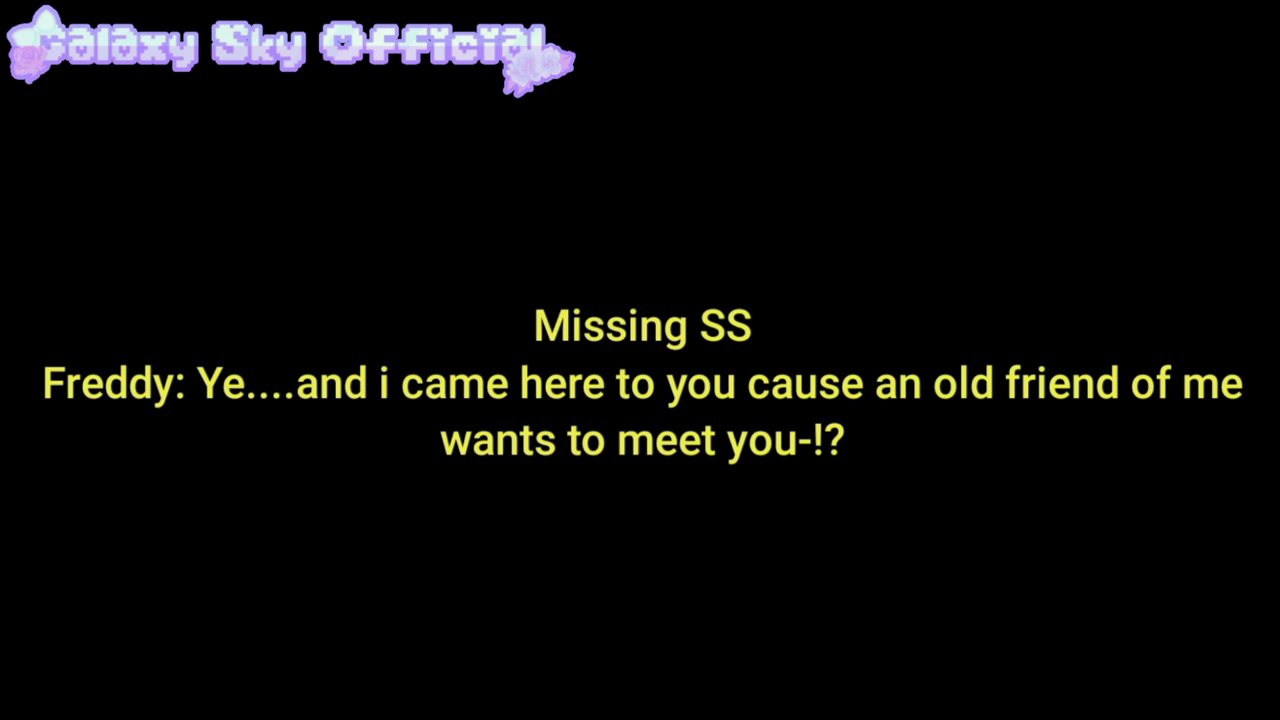 Galaxy Sky Official
Missing SS
Freddy: Ye....and i came here to you cause an old friend of me
wants to meet you-!?